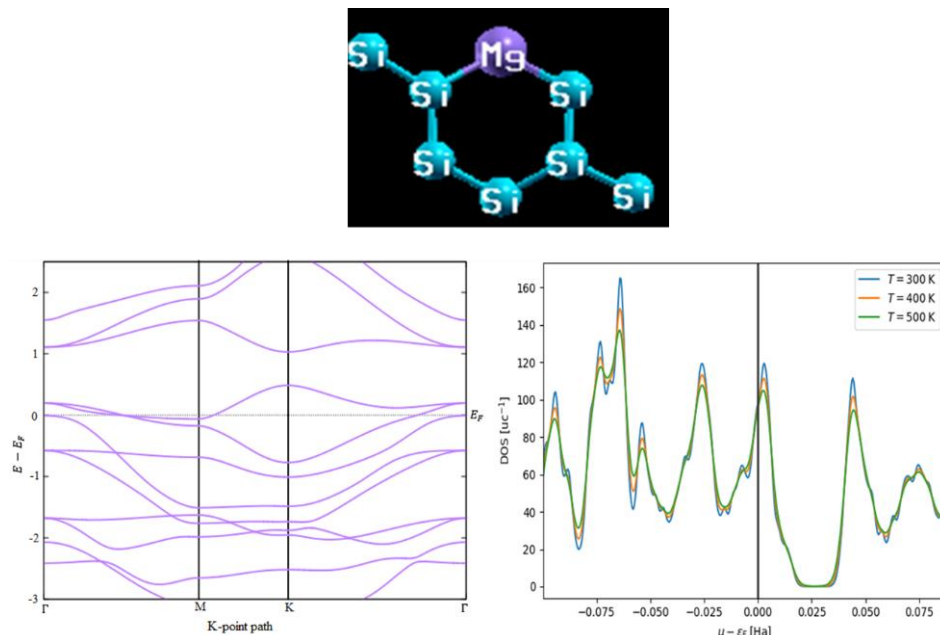 Si
Mg
Si
Si
Si
Si
Si
Si
2
1
0
-1
-2
-3
E − E_F
E_F
Γ
M
K
Γ
K-point path
160
140
120
100
80
60
40
20
0
DOS [uc⁻¹]
T = 300 K
T = 400 K
T = 500 K
−0.075
−0.050
−0.025
0.000
0.025
0.050
0.075
μ − ε_F [Ha]